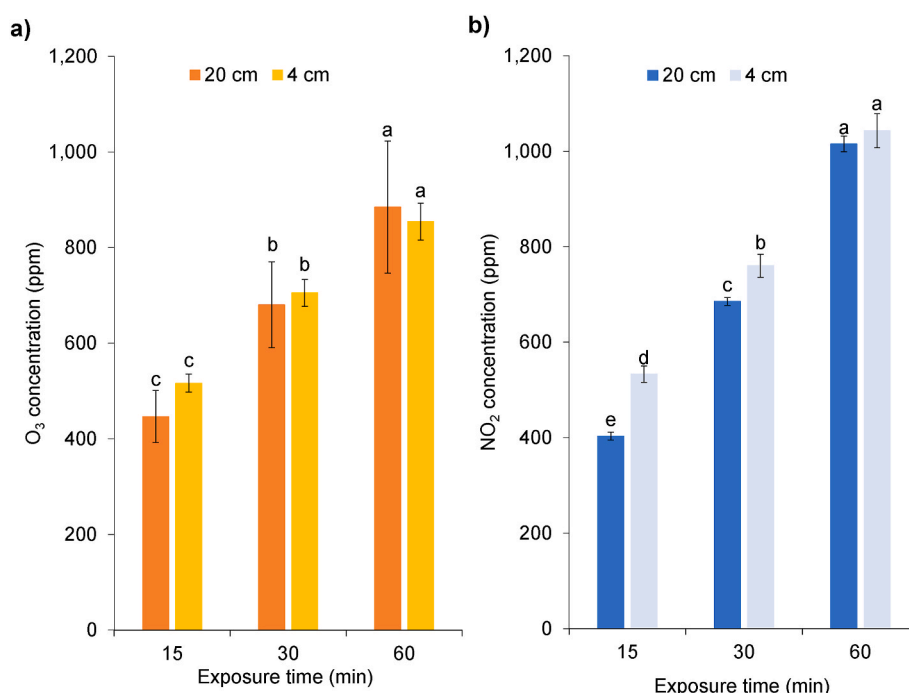 a)
1,200
1,000
800
600
400
200
0
O₃ concentration (ppm)
20 cm 4 cm
c c b b a a
15 30 60
Exposure time (min)
b)
1,200
1,000
800
600
400
200
0
NO₂ concentration (ppm)
20 cm 4 cm
e d c b a a
15 30 60
Exposure time (min)